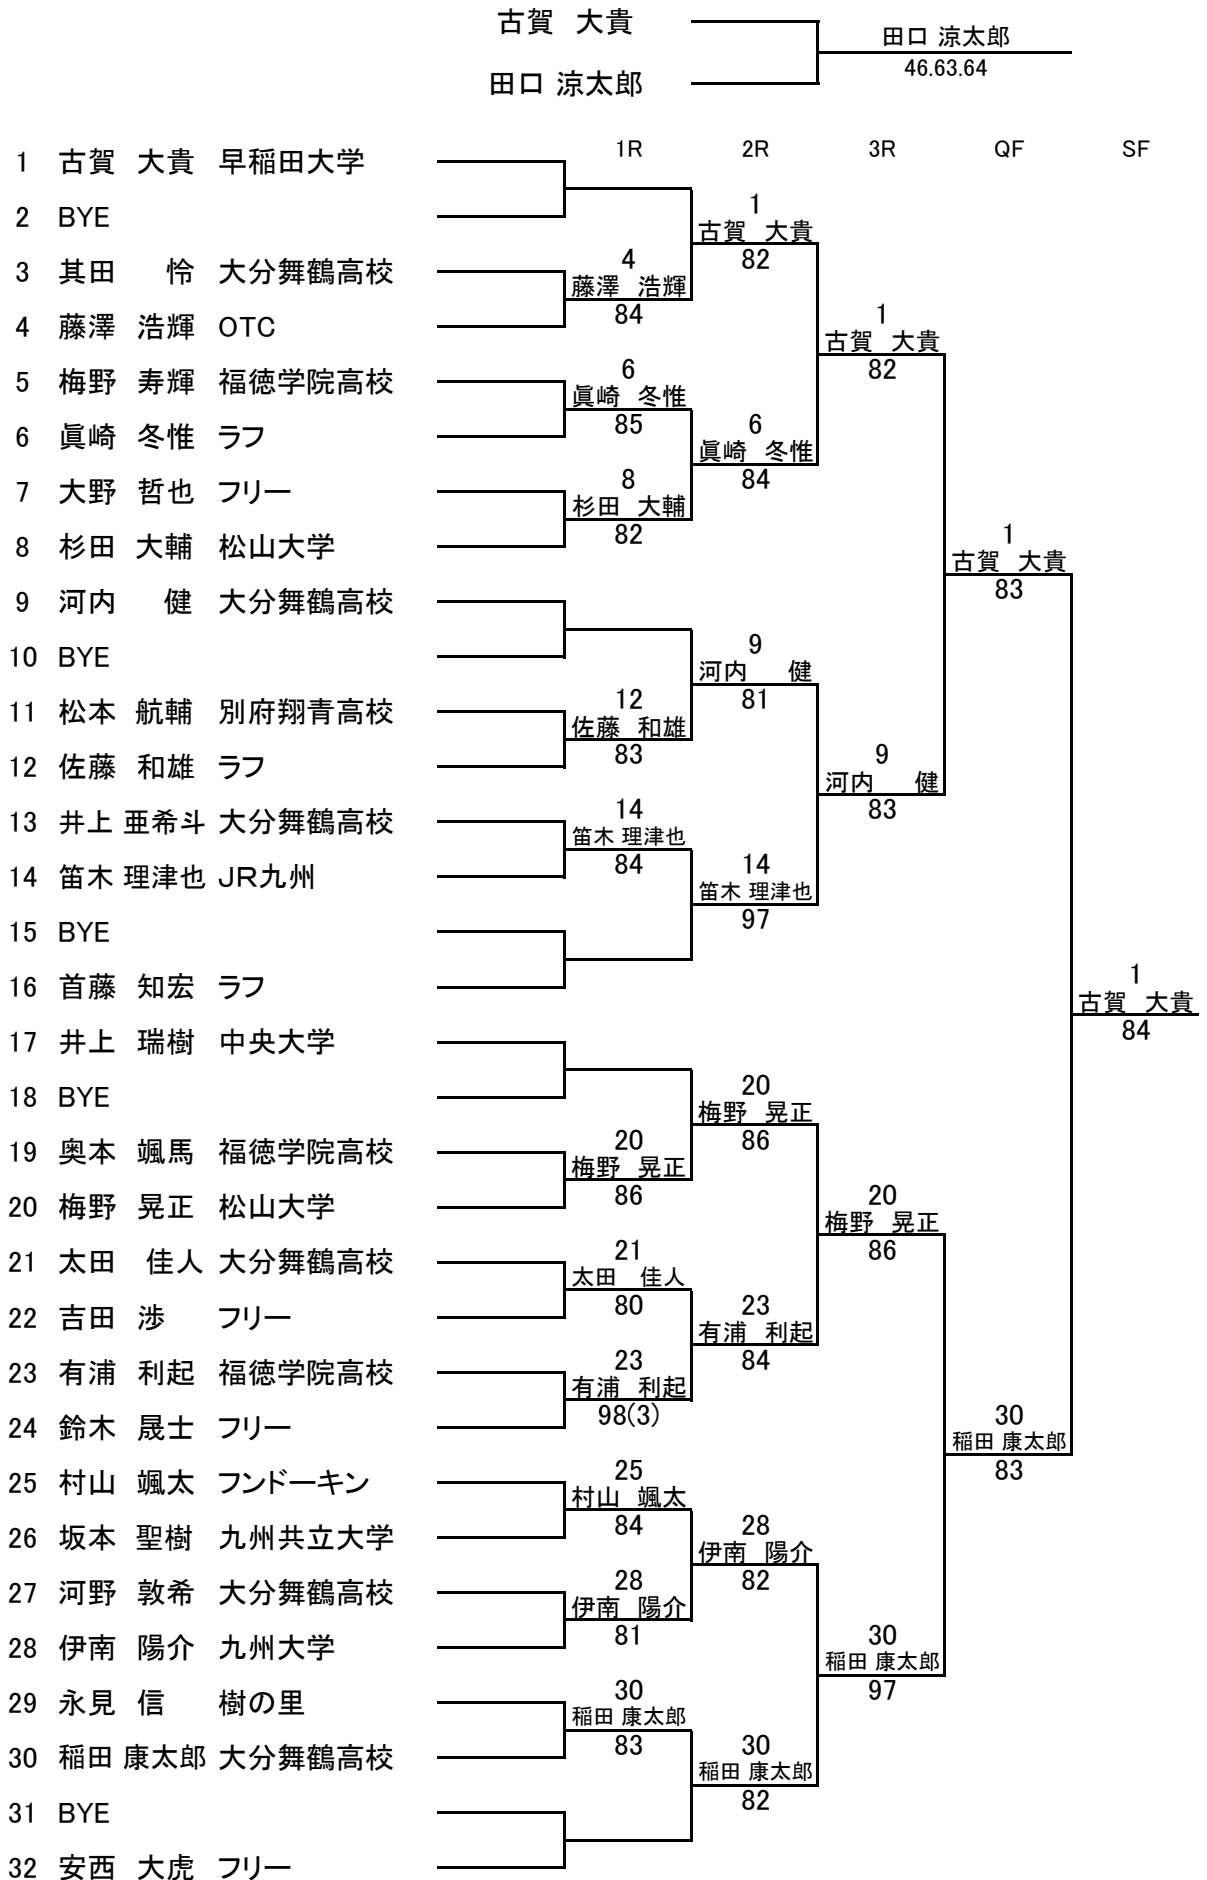 古賀 大貴
田口 涼太郎
田口 涼太郎
46.63.64
1R 2R 3R QF SF
1 古賀 大貴 早稲田大学
2 BYE
1
古賀 大貴
82
3 其田 怜 大分舞鶴高校
4
藤澤 浩輝
84
4 藤澤 浩輝 OTC
1
古賀 大貴
82
5 梅野 寿輝 福徳学院高校
6
眞崎 冬惟
85
6 眞崎 冬惟 ラフ
6
眞崎 冬惟
84
7 大野 哲也 フリー
8
杉田 大輔
82
8 杉田 大輔 松山大学
1
古賀 大貴
83
9 河内 健 大分舞鶴高校
10 BYE
9
河内 健
81
11 松本 航輔 別府翔青高校
12
佐藤 和雄
83
12 佐藤 和雄 ラフ
9
河内 健
83
13 井上 亜希斗 大分舞鶴高校
14
笛木 理津也
84
14 笛木 理津也 JR九州
14
笛木 理津也
97
15 BYE
16 首藤 知宏 ラフ
1
古賀 大貴
84
17 井上 瑞樹 中央大学
18 BYE
20
梅野 晃正
86
19 奥本 颯馬 福徳学院高校
20
梅野 晃正
86
20 梅野 晃正 松山大学
20
梅野 晃正
86
21 太田 佳人 大分舞鶴高校
21
太田 佳人
80
22 吉田 渉 フリー
23
有浦 利起
84
23 有浦 利起 福徳学院高校
23
有浦 利起
98(3)
24 鈴木 晟士 フリー
30
稲田 康太郎
83
25 村山 颯太 フンドーキン
25
村山 颯太
84
26 坂本 聖樹 九州共立大学
28
伊南 陽介
82
27 河野 敦希 大分舞鶴高校
28
伊南 陽介
81
28 伊南 陽介 九州大学
30
稲田 康太郎
97
29 永見 信 樹の里
30
稲田 康太郎
83
30 稲田 康太郎 大分舞鶴高校
30
稲田 康太郎
82
31 BYE
32 安西 大虎 フリー